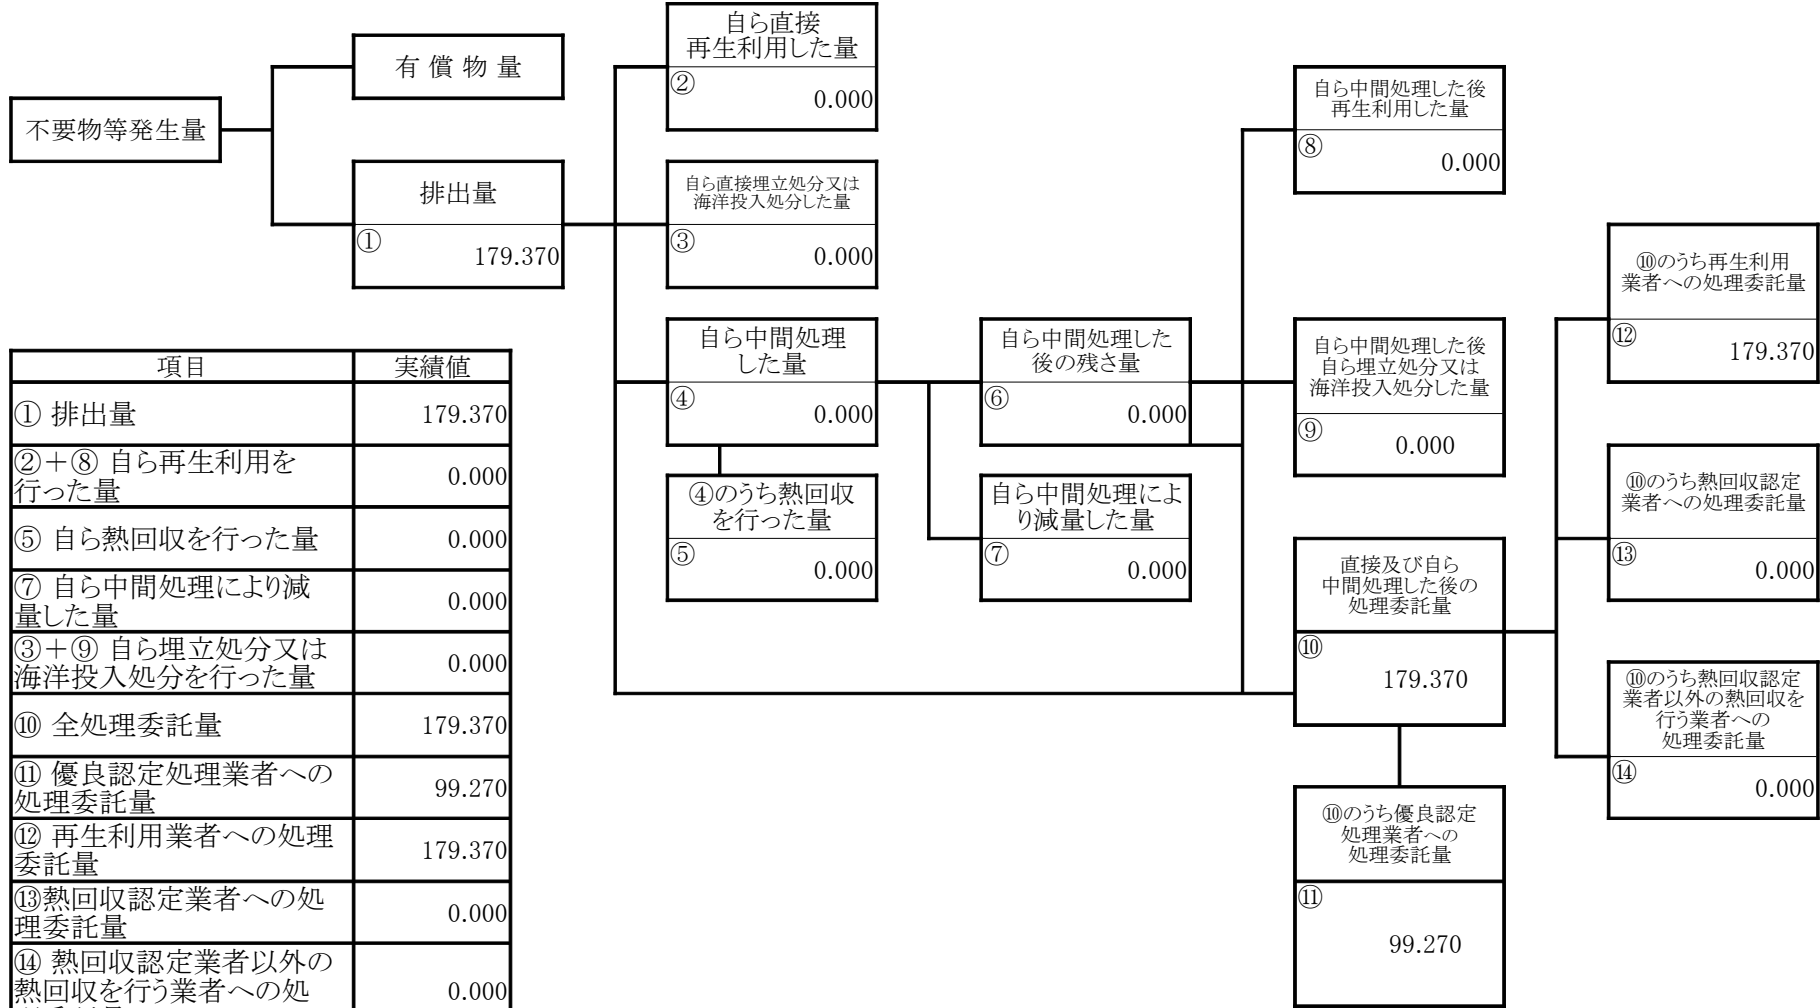 不要物等発生量
有 償 物 量
排出量
①
179.370
自ら直接
再生利用した量
②
0.000
自ら直接埋立処分又は
海洋投入処分した量
③
0.000
自ら中間処理
した量
④
0.000
④のうち熱回収
を行った量
⑤
0.000
自ら中間処理した
後の残さ量
⑥
0.000
自ら中間処理によ
り減量した量
⑦
0.000
自ら中間処理した後
再生利用した量
⑧
0.000
自ら中間処理した後
自ら埋立処分又は
海洋投入処分した量
⑨
0.000
直接及び自ら
中間処理した後の
処理委託量
⑩
179.370
⑩のうち優良認定
処理業者への
処理委託量
⑪
99.270
⑩のうち再生利用
業者への処理委託量
⑫
179.370
⑩のうち熱回収認定
業者への処理委託量
⑬
0.000
⑩のうち熱回収認定
業者以外の熱回収を
行う業者への
処理委託量
⑭
0.000
項目 実績値
① 排出量 179.370
②＋⑧ 自ら再生利用を
行った量 0.000
⑤ 自ら熱回収を行った量 0.000
⑦ 自ら中間処理により減
量した量 0.000
③＋⑨ 自ら埋立処分又は
海洋投入処分を行った量 0.000
⑩ 全処理委託量 179.370
⑪ 優良認定処理業者への
処理委託量 99.270
⑫ 再生利用業者への処理
委託量 179.370
⑬熱回収認定業者への処
理委託量 0.000
⑭ 熱回収認定業者以外の
熱回収を行う業者への処 0.000